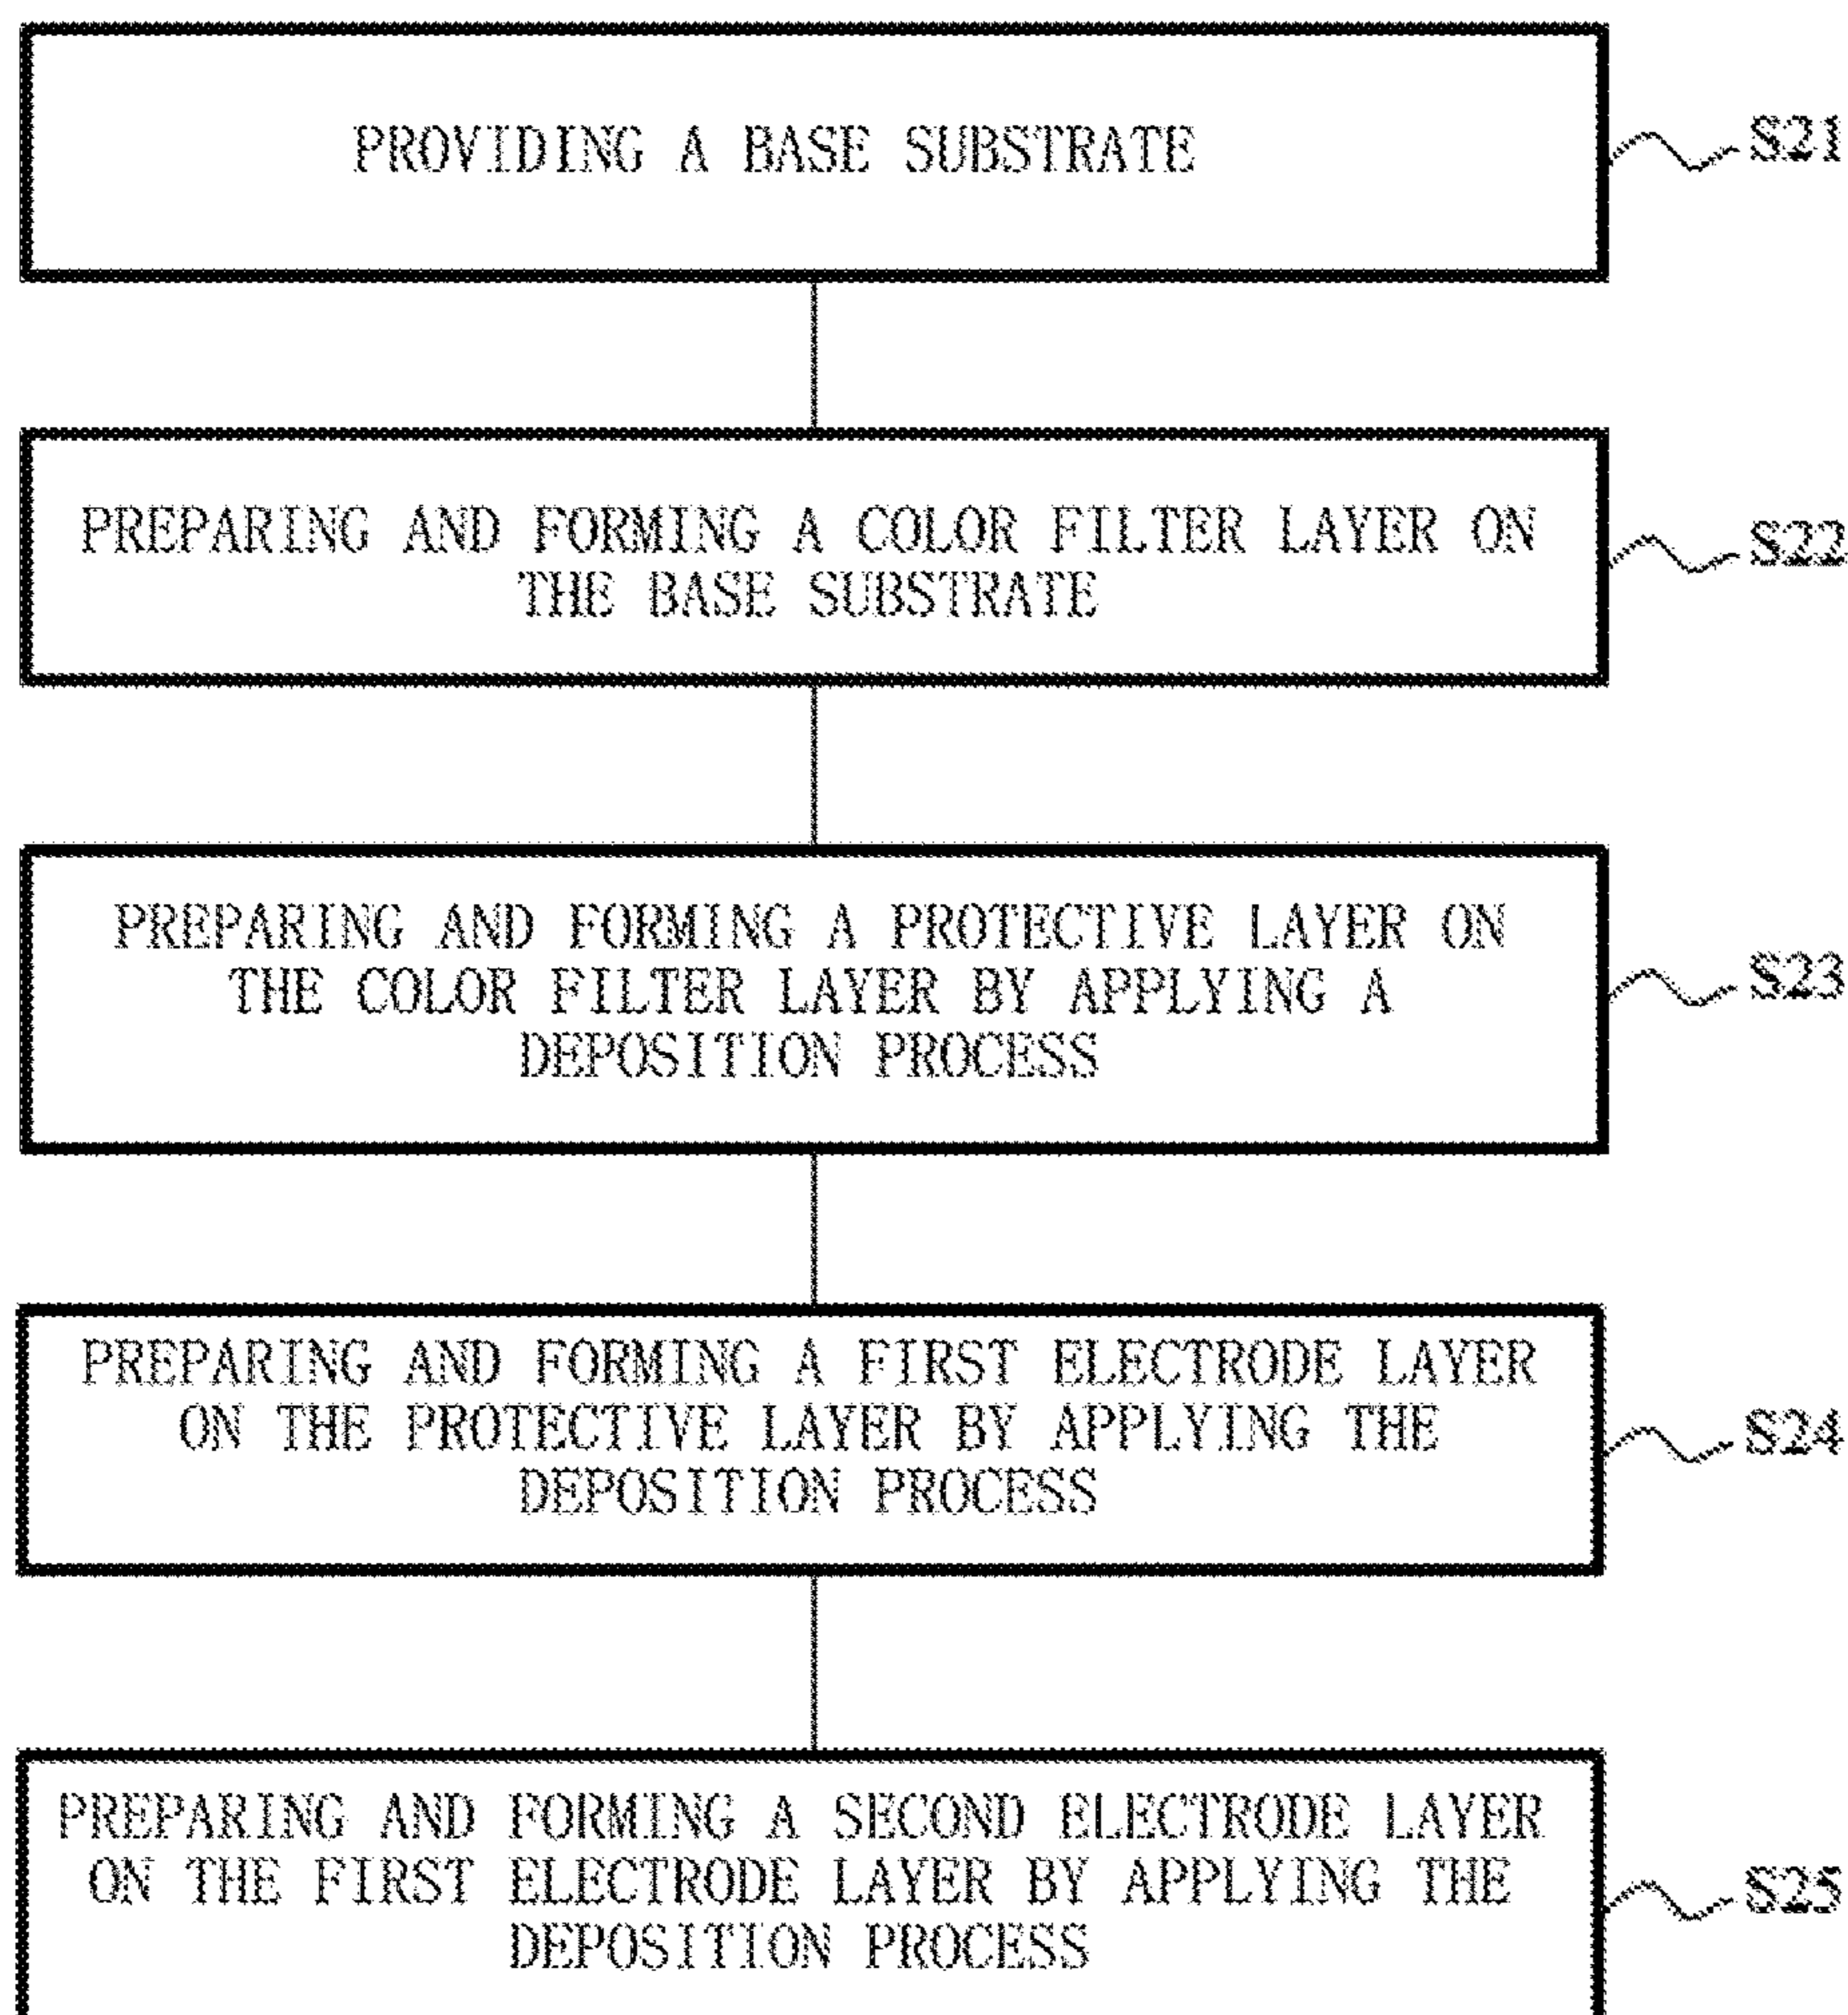 PROVIDING A BASE SUBSTRATE
S21
PREPARING AND FORMING A COLOR FILTER LAYER ON
THE BASE SUBSTRATE
S22
PREPARING AND FORMING A PROTECTIVE LAYER ON
THE COLOR FILTER LAYER BY APPLYING A
DEPOSITION PROCESS
S23
PREPARING AND FORMING A FIRST ELECTRODE LAYER
ON THE PROTECTIVE LAYER BY APPLYING THE
DEPOSITION PROCESS
S24
PREPARING AND FORMING A SECOND ELECTRODE LAYER
ON THE FIRST ELECTRODE LAYER BY APPLYING THE
DEPOSITION PROCESS
S25